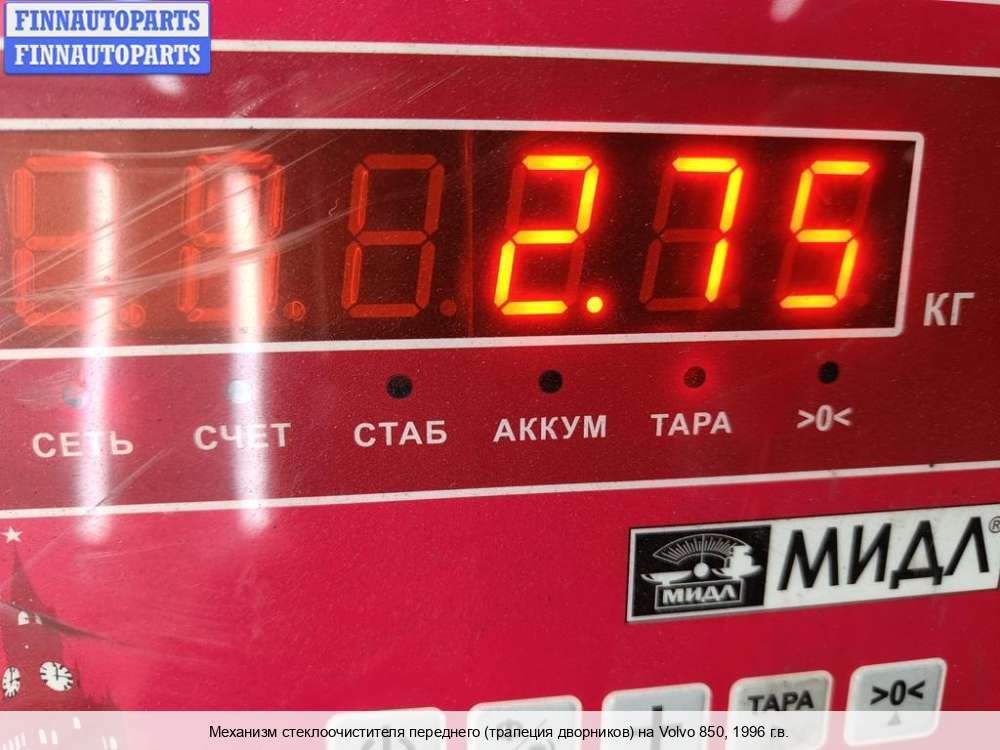 FINNAUTOPARTS
FINNAUTOPARTS
2.75
КГ
СЕТЬ СЧЕТ СТАБ АККУМ ТАРА >0<
МИДЛ МИДЛ®
ТАРА >0<
Механизм стеклоочистителя переднего (трапеция дворников) на Volvo 850, 1996 г.в.